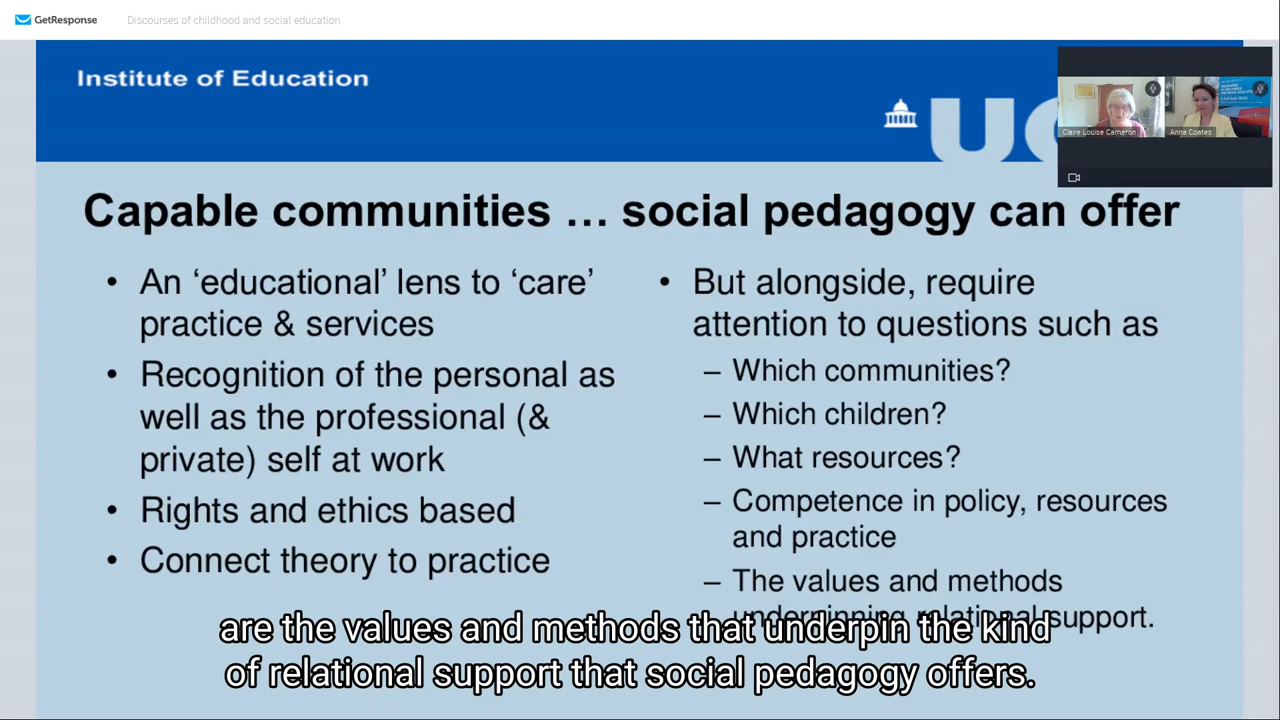 GetResponse
Discourses of childhood and social education
Institute of Education
UC
Claire Louise Cameron
Anna Coates
Capable communities … social pedagogy can offer
• An ‘educational’ lens to ‘care’
practice & services
• Recognition of the personal as
well as the professional (&
private) self at work
• Rights and ethics based
• Connect theory to practice
• But alongside, require
attention to questions such as
– Which communities?
– Which children?
– What resources?
– Competence in policy, resources
and practice
– The values and methods
underpinning relational support.
are the values and methods that underpin the kind
of relational support that social pedagogy offers.